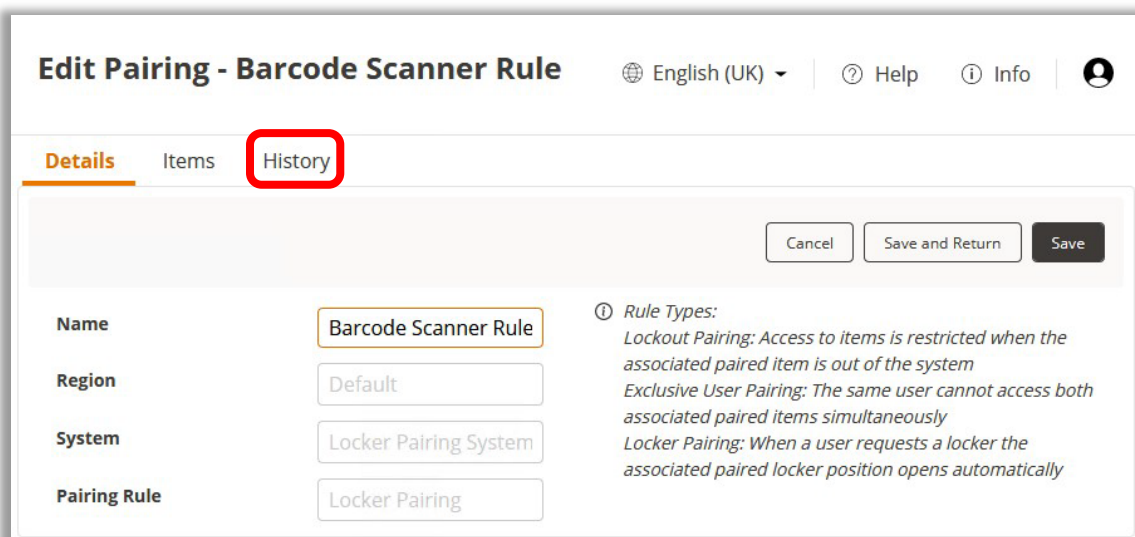 Edit Pairing - Barcode Scanner Rule
English (UK)
Help
Info
Details
Items
History
Cancel
Save and Return
Save
Name
Barcode Scanner Rule
Region
Default
System
Locker Pairing System
Pairing Rule
Locker Pairing
Rule Types:
Lockout Pairing: Access to items is restricted when the
associated paired item is out of the system
Exclusive User Pairing: The same user cannot access both
associated paired items simultaneously
Locker Pairing: When a user requests a locker the
associated paired locker position opens automatically